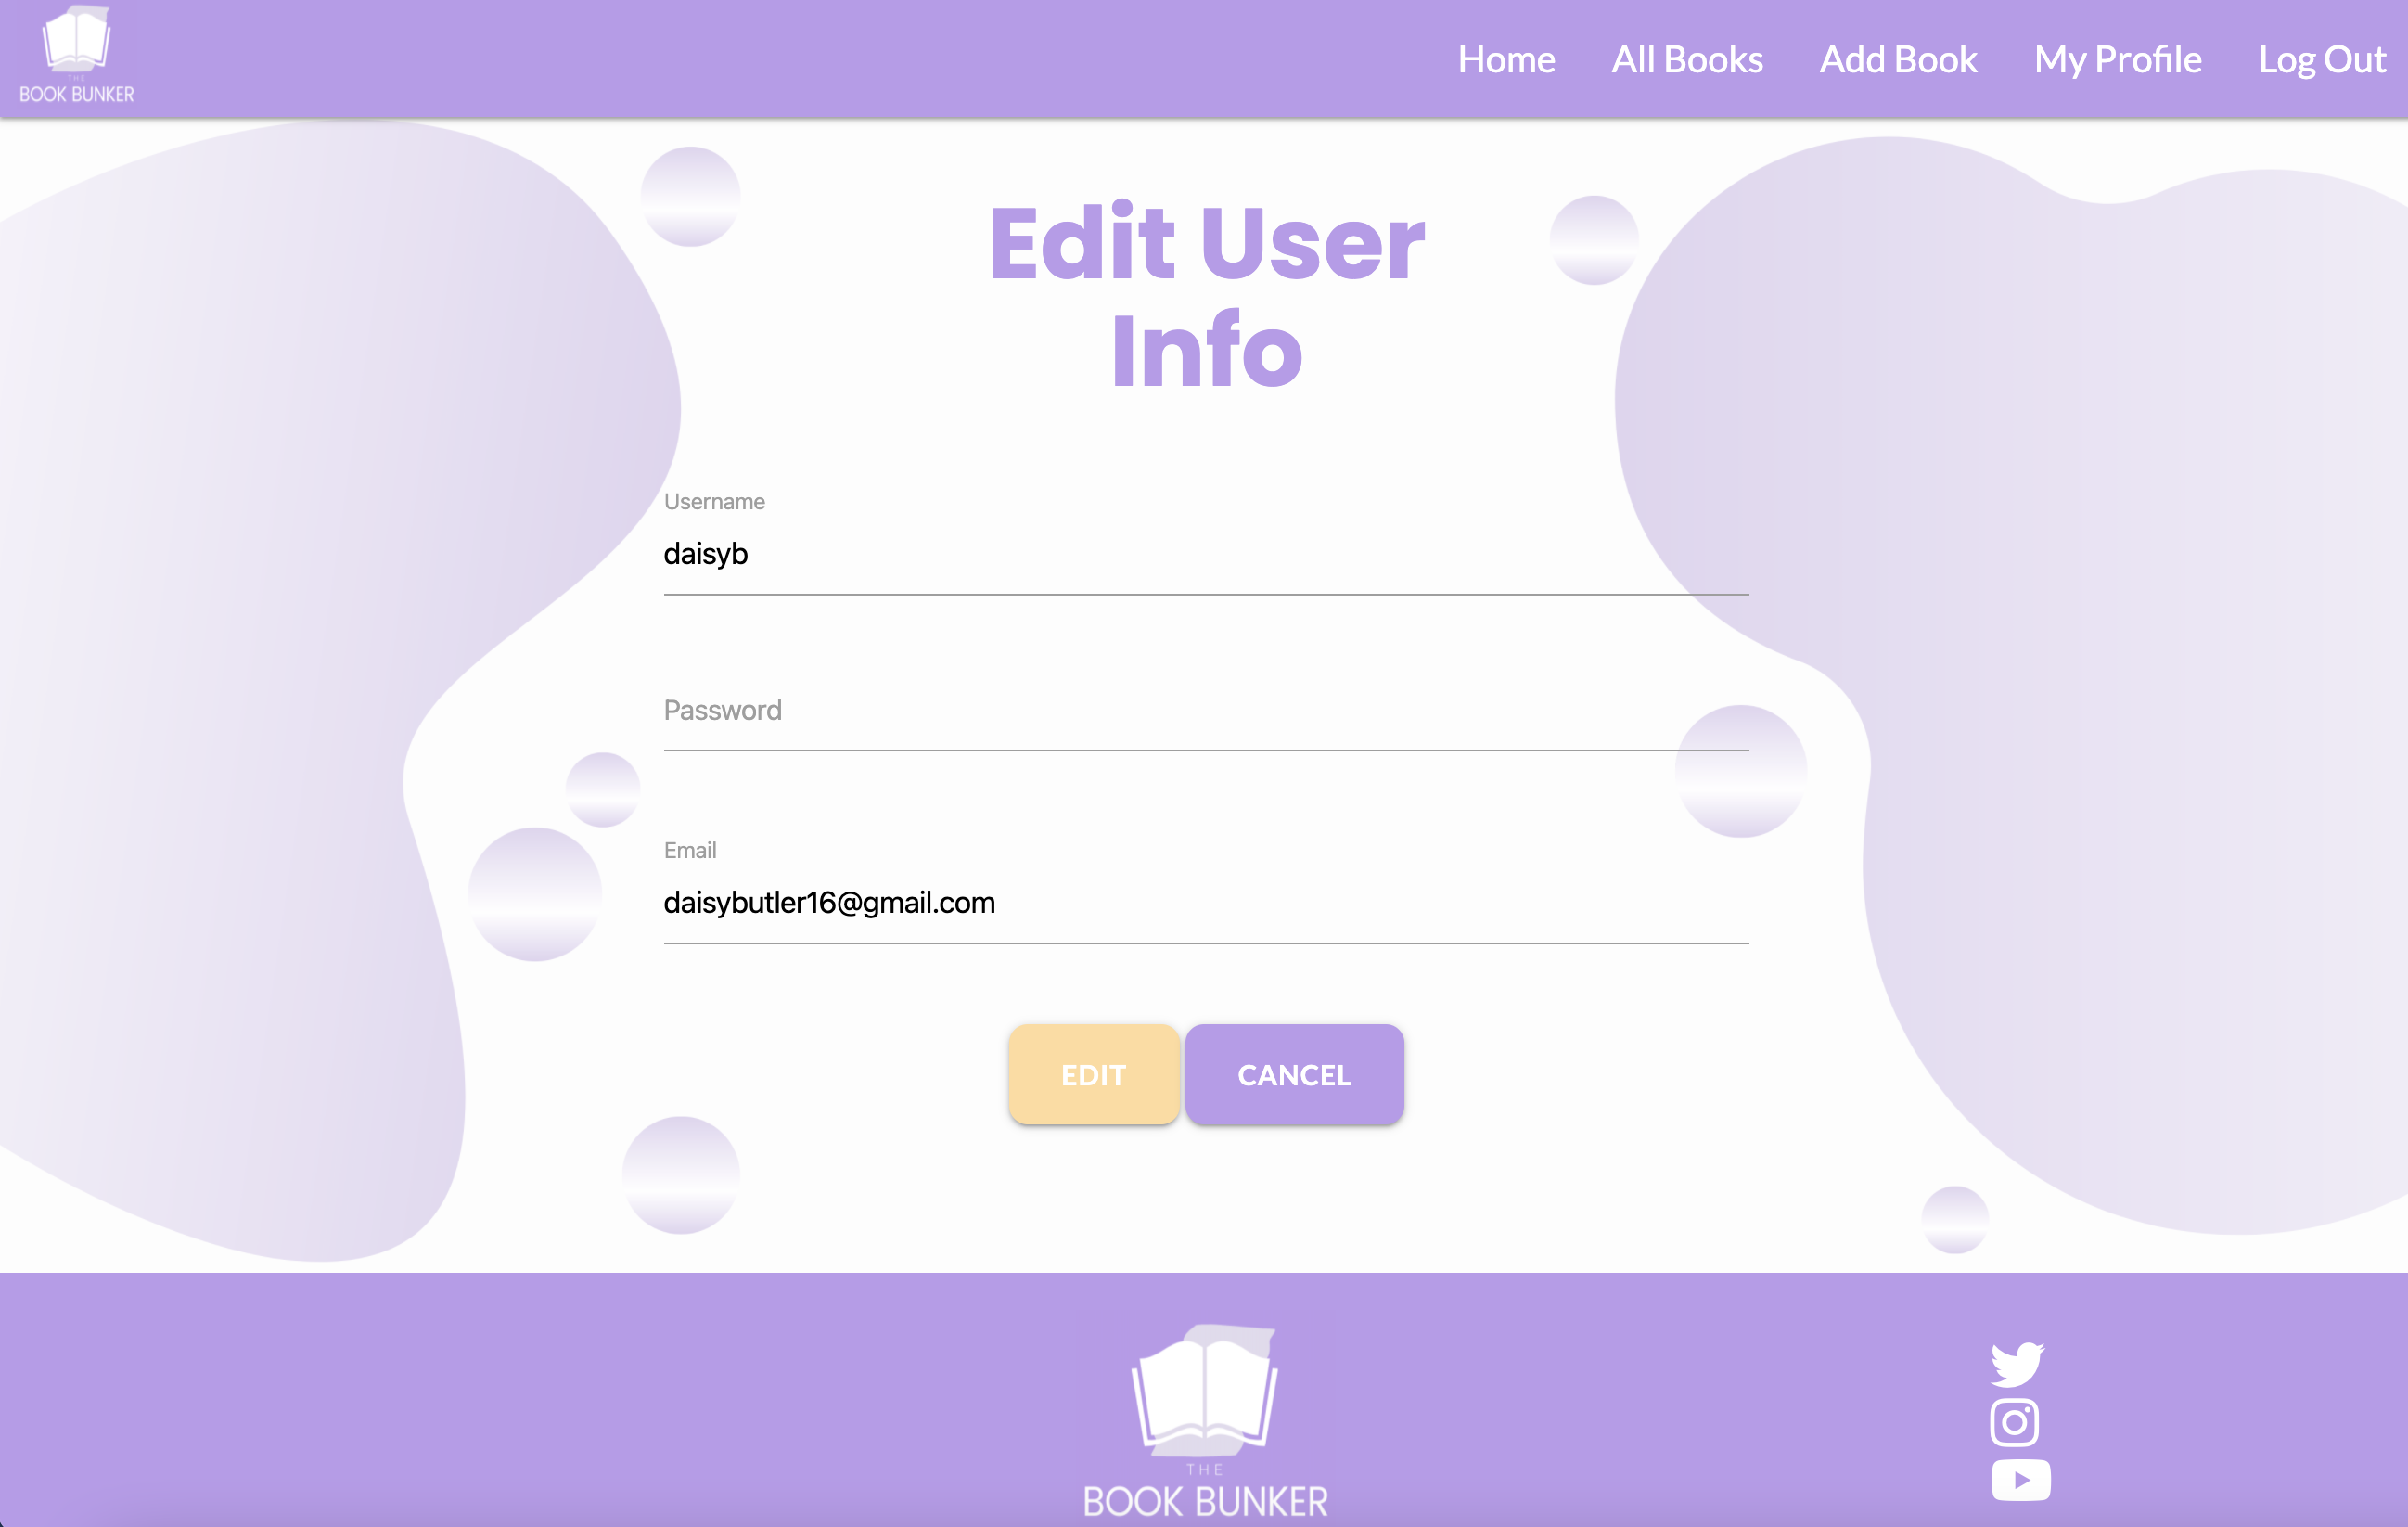 THE
BOOK BUNKER
Home All Books Add Book My Profile Log Out
Edit User
Info
Username
daisyb
Password
Email
daisybutler16@gmail.com
EDIT CANCEL
THE
BOOK BUNKER